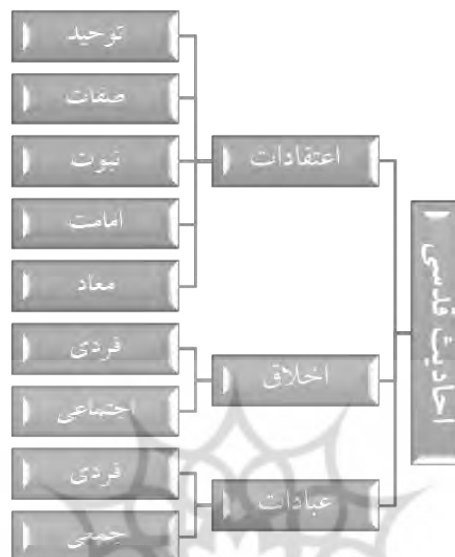 احادیث قدسی
اعتقادات
توحید
صفات
نبوت
امامت
معاد
اخلاق
فردی
اجتماعی
عبادات
فردی
جمعی